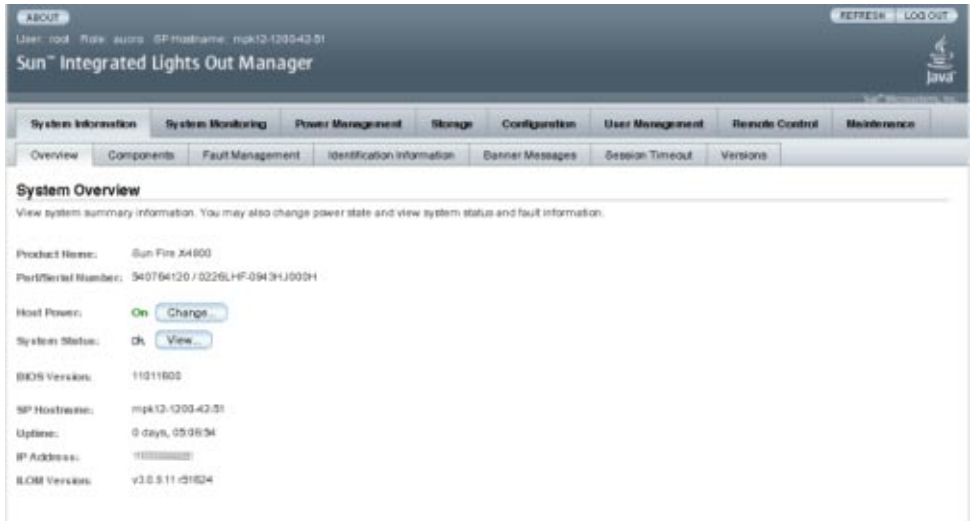 ABOUT
REFRESH LOG OUT
User: root Role: aucro SP Hostname: mpk12-1200-42-51
Sun™ Integrated Lights Out Manager
Java
System Information System Monitoring Power Management Storage Configuration User Management Remote Control Maintenance
Overview Components Fault Management Identification Information Banner Messages Session Timeout Versions
System Overview
View system summary information. You may also change power state and view system status and fault information.
Product Name: Sun Fire X4800
Part/Serial Number:
Host Power: On Change...
System Status: Ok View...
BIOS Version: 11011600
SP Hostname: mpk12-1200-42-51
Uptime: 0 days,
IP Address:
ILOM Version: